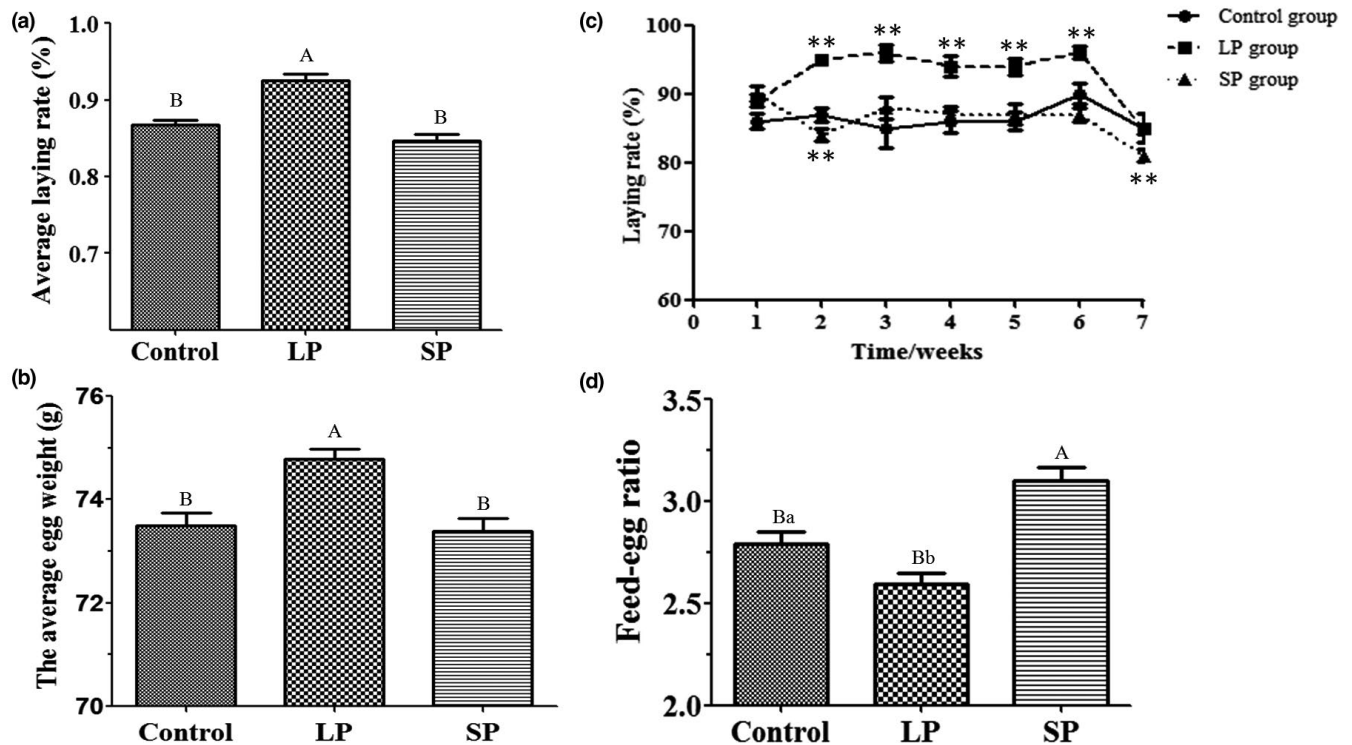 (a)
Average laying rate (%)
1.0
0.9
0.8
0.7
B
A
B
Control LP SP
(c)
Laying rate (%)
100
90
80
70
60
** ** ** ** **
**
**
0 1 2 3 4 5 6 7
Time/weeks
Control group
LP group
SP group
(b)
The average egg weight (g)
76
74
72
70
B
A
B
Control LP SP
(d)
Feed-egg ratio
3.5
3.0
2.5
2.0
Ba
Bb
A
Control LP SP